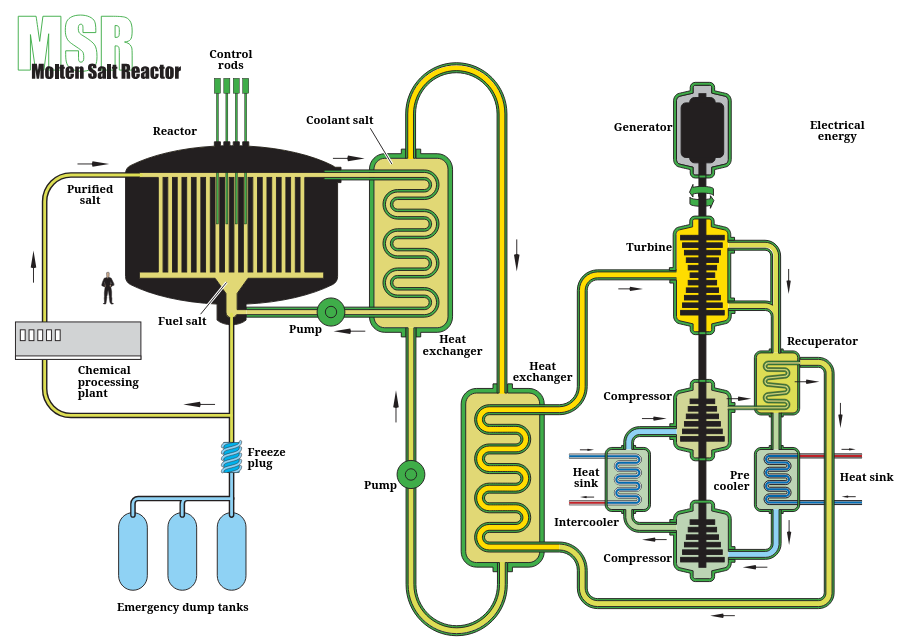 MSR
Molten Salt Reactor
Control
rods
Reactor
Coolant salt
Generator
Electrical
energy
Purified
salt
Turbine
Fuel salt
Pump
Heat
exchanger
Recuperator
Chemical
processing
plant
Heat
exchanger
Compressor
Freeze
plug
Pump
Heat
sink
Pre
cooler
Heat sink
Intercooler
Compressor
Emergency dump tanks